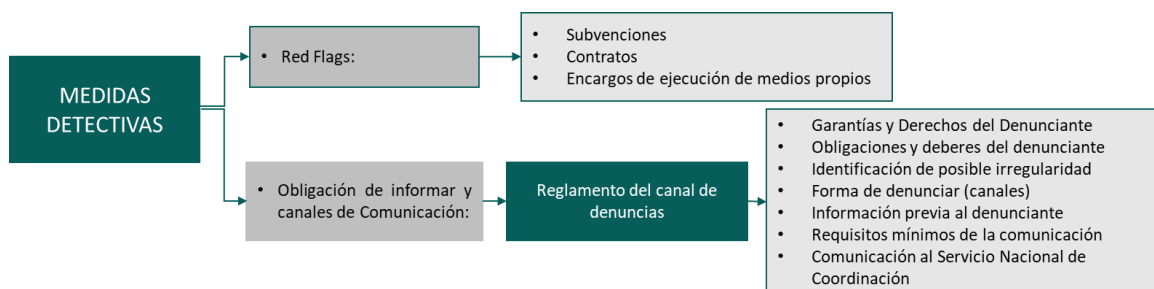 MEDIDAS
DETECTIVAS
• Red Flags:
• Subvenciones
• Contratos
• Encargos de ejecución de medios propios
• Obligación de informar y
canales de Comunicación:
Reglamento del canal de
denuncias
• Garantías y Derechos del Denunciante
• Obligaciones y deberes del denunciante
• Identificación de posible irregularidad
• Forma de denunciar (canales)
• Información previa al denunciante
• Requisitos mínimos de la comunicación
• Comunicación al Servicio Nacional de
Coordinación